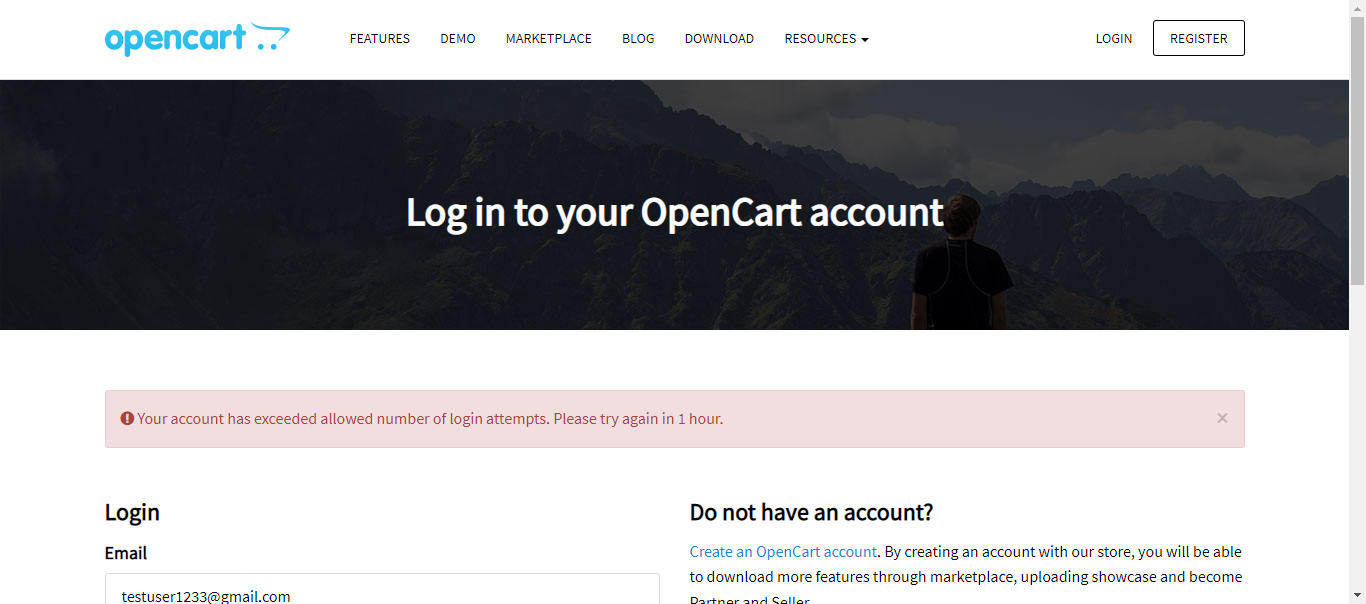 opencart
FEATURES DEMO MARKETPLACE BLOG DOWNLOAD RESOURCES LOGIN REGISTER
Log in to your OpenCart account
Your account has exceeded allowed number of login attempts. Please try again in 1 hour. ×
Login
Email
testuser1233@gmail.com
Do not have an account?
Create an OpenCart account. By creating an account with our store, you will be able
to download more features through marketplace, uploading showcase and become
Partner and Seller